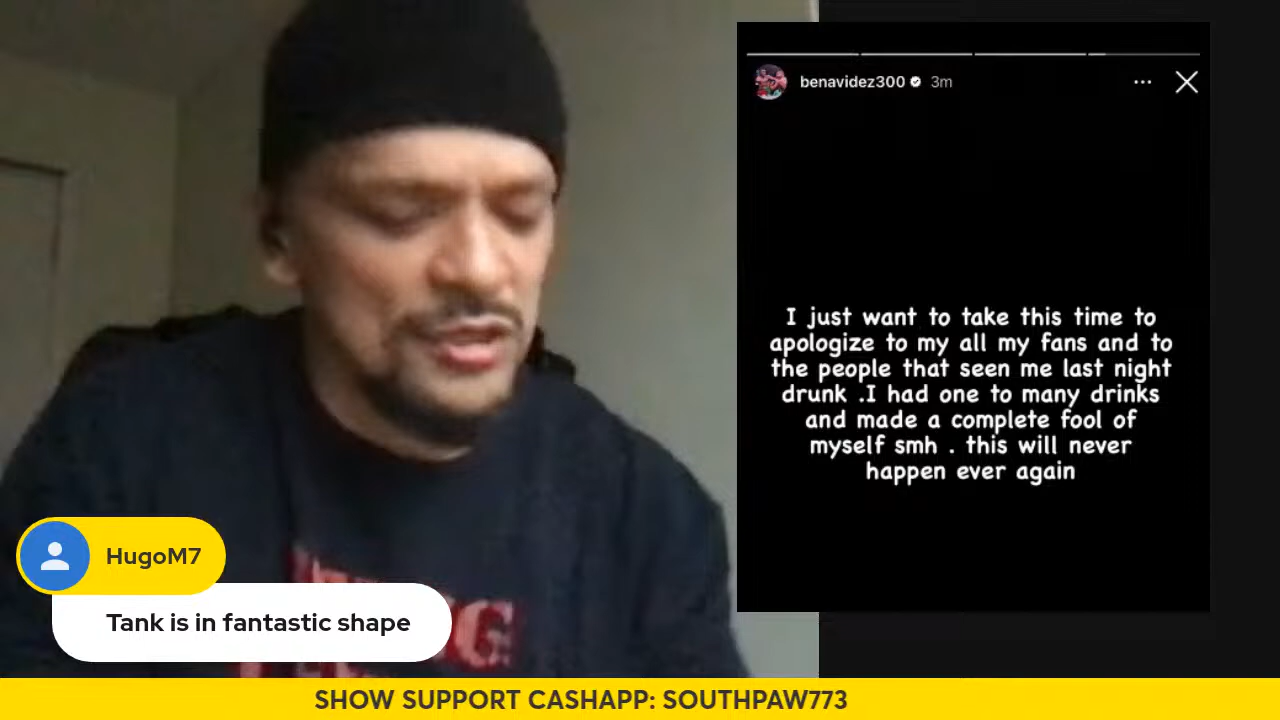 benavidez300 3m
I just want to take this time to
apologize to my all my fans and to
the people that seen me last night
drunk .I had one to many drinks
and made a complete fool of
myself smh . this will never
happen ever again
HugoM7
Tank is in fantastic shape
SHOW SUPPORT CASHAPP: SOUTHPAW773